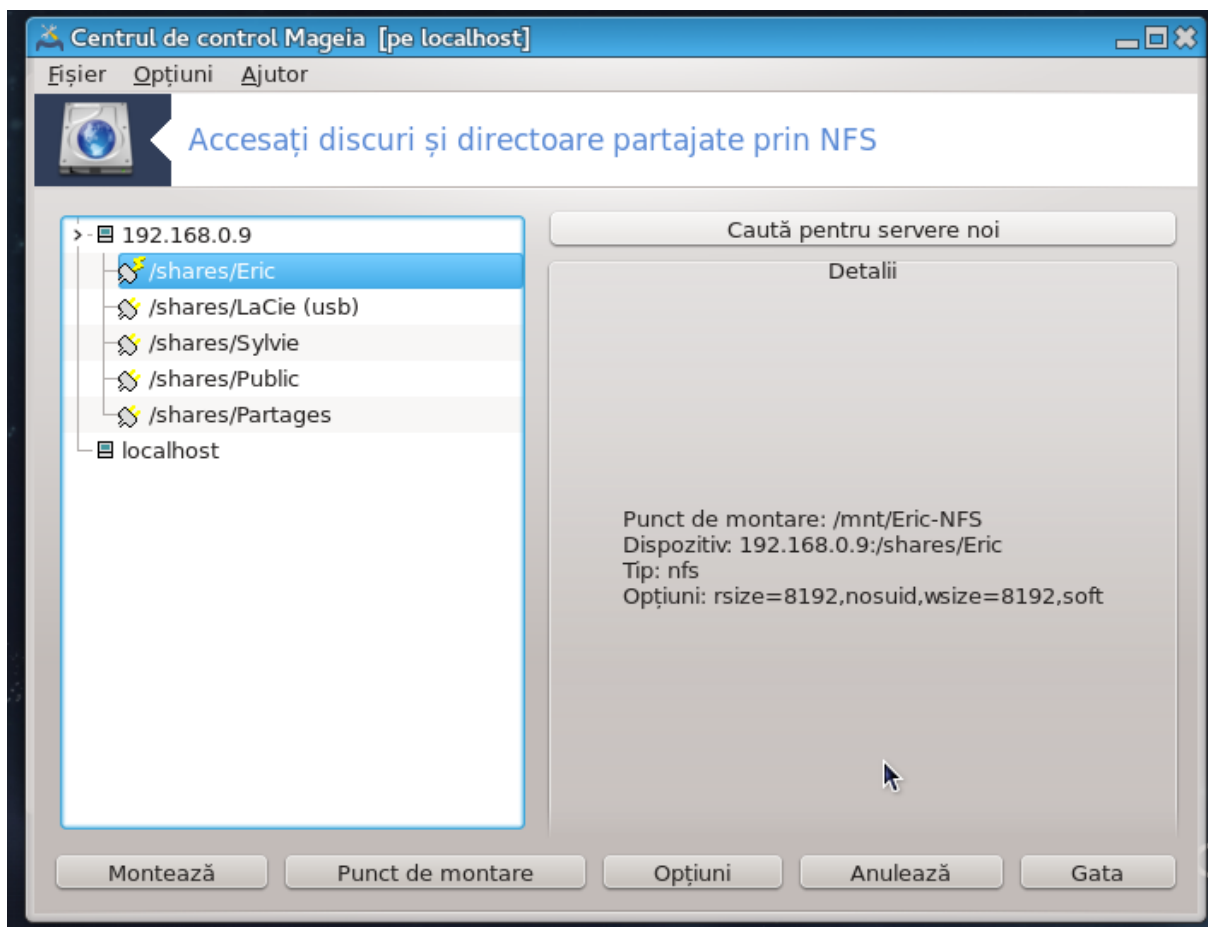 Centrul de control Mageia [pe localhost]
Fișier Opțiuni Ajutor
Accesați discuri și directoare partajate prin NFS
192.168.0.9
/shares/Eric
/shares/LaCie (usb)
/shares/Sylvie
/shares/Public
/shares/Partages
localhost
Caută pentru servere noi
Detalii
Punct de montare: /mnt/Eric-NFS
Dispozitiv: 192.168.0.9:/shares/Eric
Tip: nfs
Opțiuni: rsize=8192,nosuid,wsize=8192,soft
Montează Punct de montare Opțiuni Anulează Gata